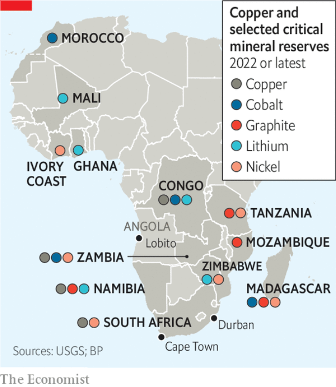 Copper and
selected critical
mineral reserves
2022 or latest
Copper
Cobalt
Graphite
Lithium
Nickel
MOROCCO
MALI
IVORY
COAST
GHANA
CONGO
TANZANIA
ANGOLA
Lobito
MOZAMBIQUE
ZAMBIA
ZIMBABWE
NAMIBIA
MADAGASCAR
SOUTH AFRICA
Durban
Cape Town
Sources: USGS; BP
The Economist